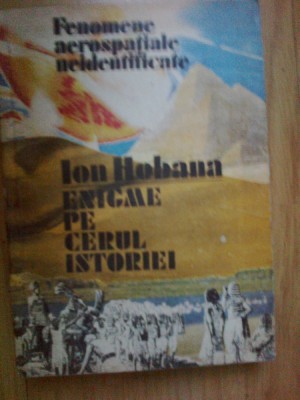 Fenomene
aerospațiale
neidentificate
Ion Hobana
ENIGME
PE
CERUL
ISTORIEI